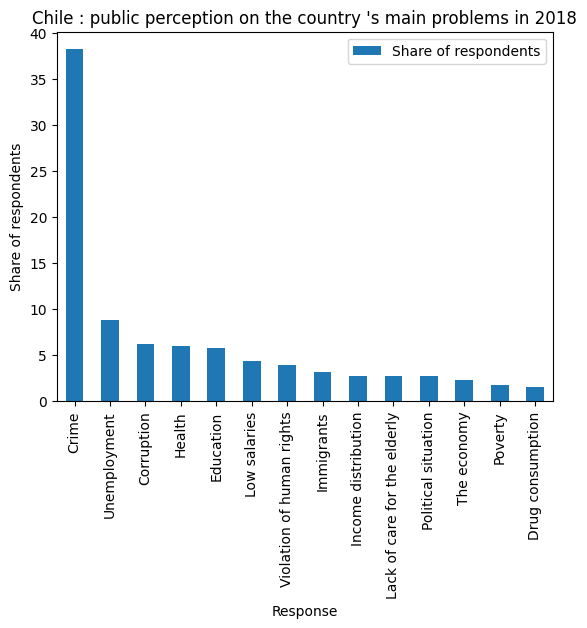 Chile : public perception on the country 's main problems in 2018
Share of respondents
Share of respondents
40
35
30
25
20
15
10
5
0
Crime
Unemployment
Corruption
Health
Education
Low salaries
Violation of human rights
Immigrants
Income distribution
Lack of care for the elderly
Political situation
The economy
Poverty
Drug consumption
Response